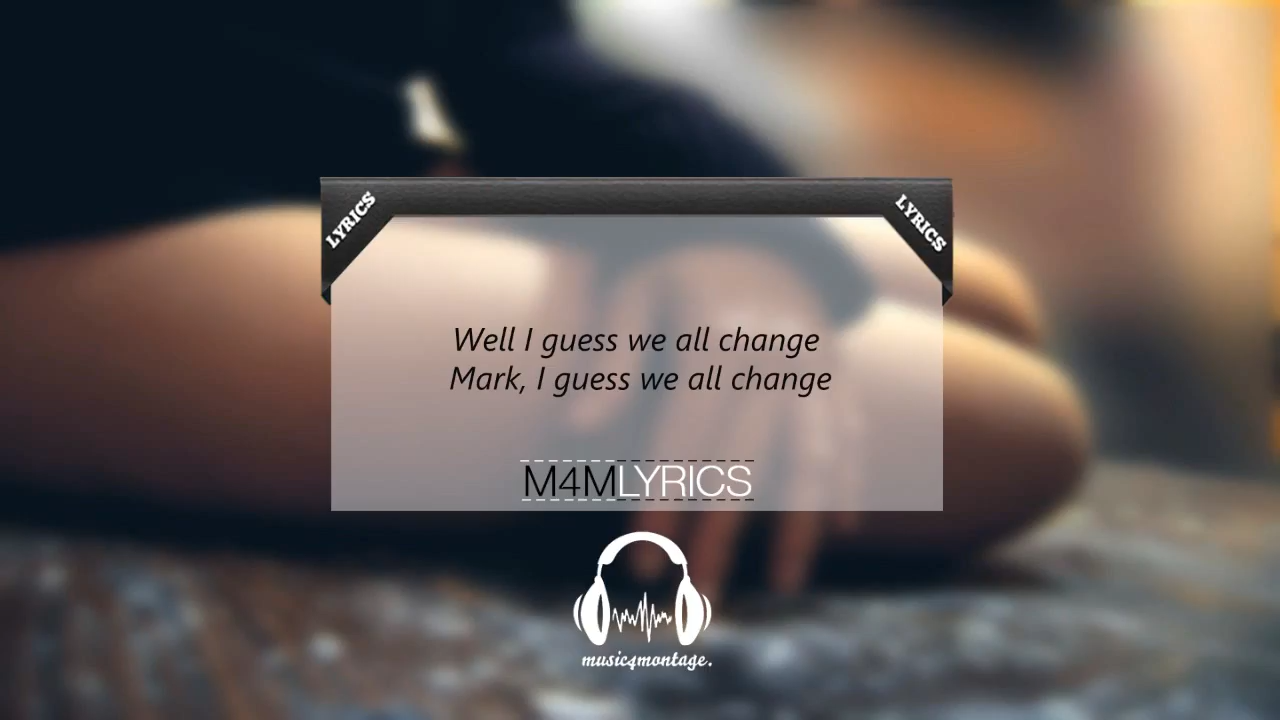 LYRICS
LYRICS
Well I guess we all change
Mark, I guess we all change
M4MLYRICS
music4montage.